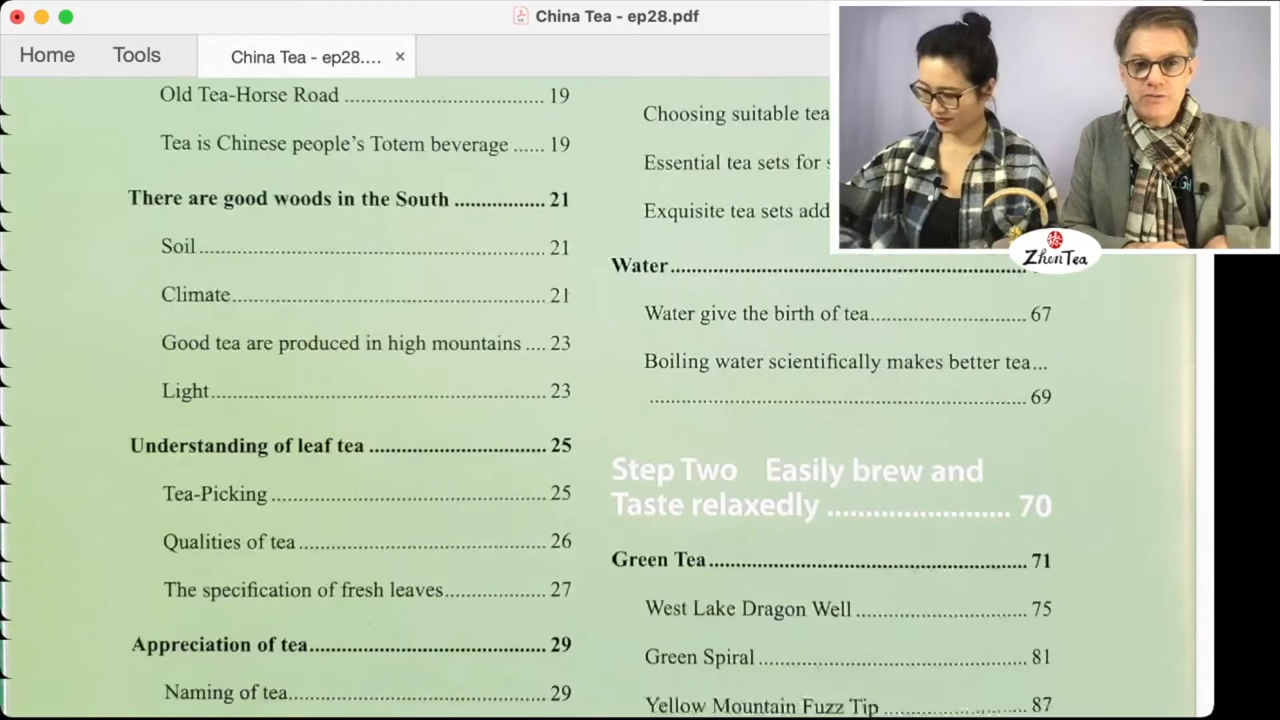 China Tea - ep28.pdf
Home
Tools
China Tea - ep28....
Old Tea-Horse Road .................................. 19
Tea is Chinese people's Totem beverage ...... 19
There are good woods in the South ................. 21
Soil .............................................................. 21
Climate........................................................ 21
Good tea are produced in high mountains .... 23
Light............................................................ 23
Understanding of leaf tea ................................. 25
Tea-Picking ................................................. 25
Qualities of tea ............................................ 26
The specification of fresh leaves.................. 27
Appreciation of tea............................................ 29
Naming of tea............................................... 29
Choosing suitable tea
Essential tea sets for s
Exquisite tea sets add
Water..................................................................
Water give the birth of tea............................ 67
Boiling water scientifically makes better tea...
.................................................................... 69
Step Two Easily brew and
Taste relaxedly ...................... 70
Green Tea........................................................... 71
West Lake Dragon Well ............................... 75
Green Spiral ................................................. 81
Yellow Mountain Fuzz Tip .......................... 87
Zhen Tea